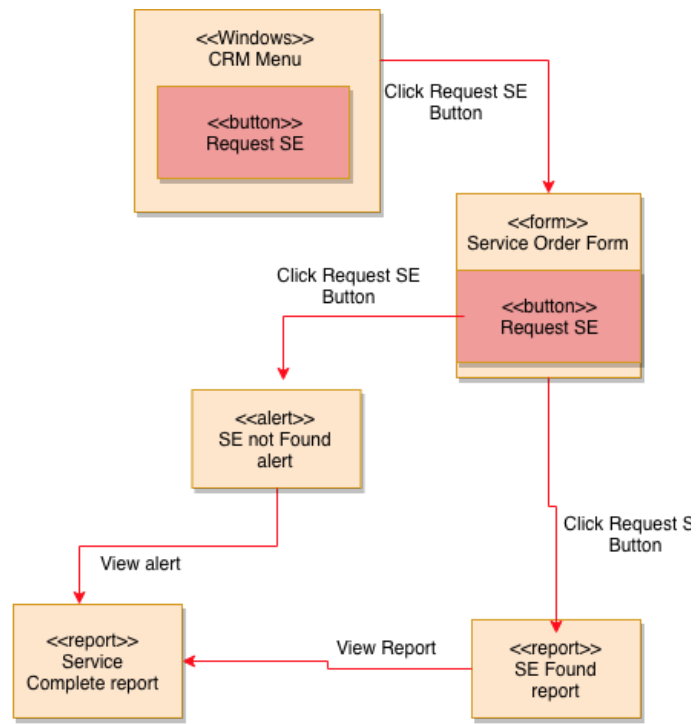 <<Windows>>
CRM Menu
<<button>>
Request SE
Click Request SE
Button
<<form>>
Service Order Form
<<button>>
Request SE
Click Request SE
Button
<<alert>>
SE not Found
alert
Click Request S
Button
View alert
<<report>>
Service
Complete report
View Report
<<report>>
SE Found
report